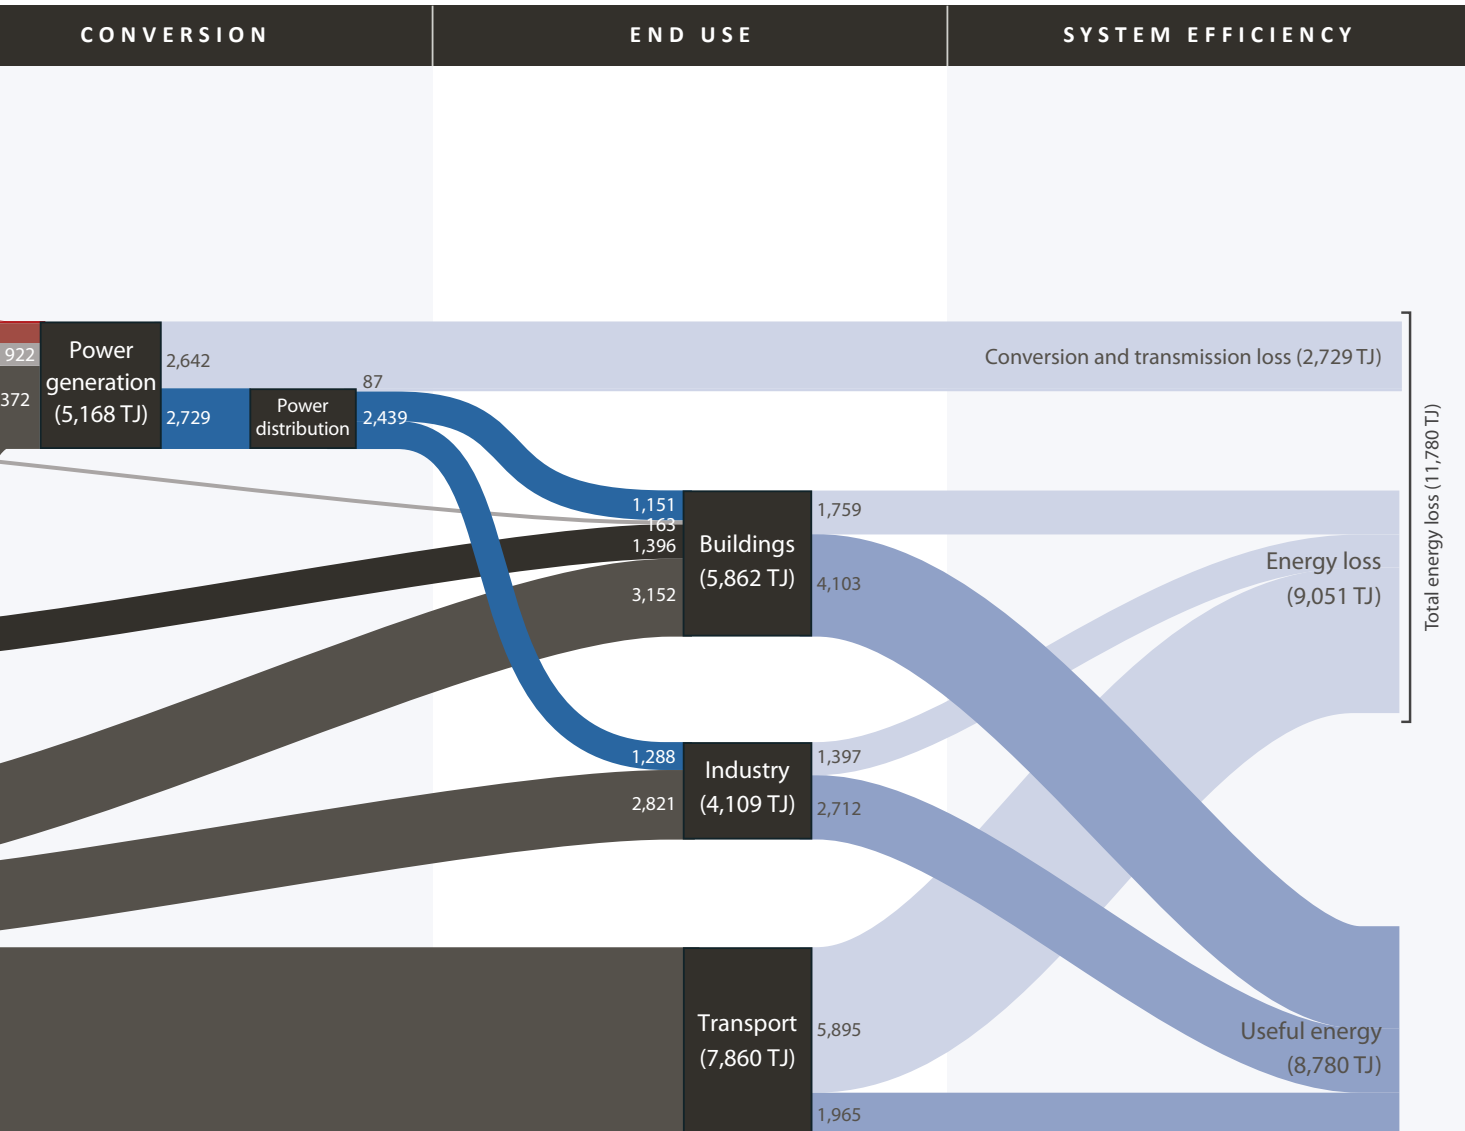 CONVERSION
END USE
SYSTEM EFFICIENCY
922
372
Power
generation
(5,168 TJ)
2,642
2,729
Power
distribution
87
2,439
Conversion and transmission loss (2,729 TJ)
Total energy loss (11,780 TJ)
1,151
163
1,396
3,152
Buildings
(5,862 TJ)
1,759
4,103
Energy loss
(9,051 TJ)
1,288
2,821
Industry
(4,109 TJ)
1,397
2,712
Transport
(7,860 TJ)
5,895
1,965
Useful energy
(8,780 TJ)